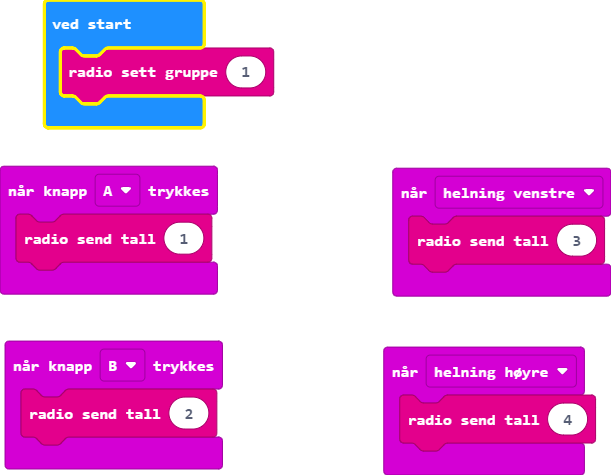 ved start
radio sett gruppe 1
når knapp A trykkes
radio send tall 1
når helning venstre
radio send tall 3
når knapp B trykkes
radio send tall 2
når helning høyre
radio send tall 4